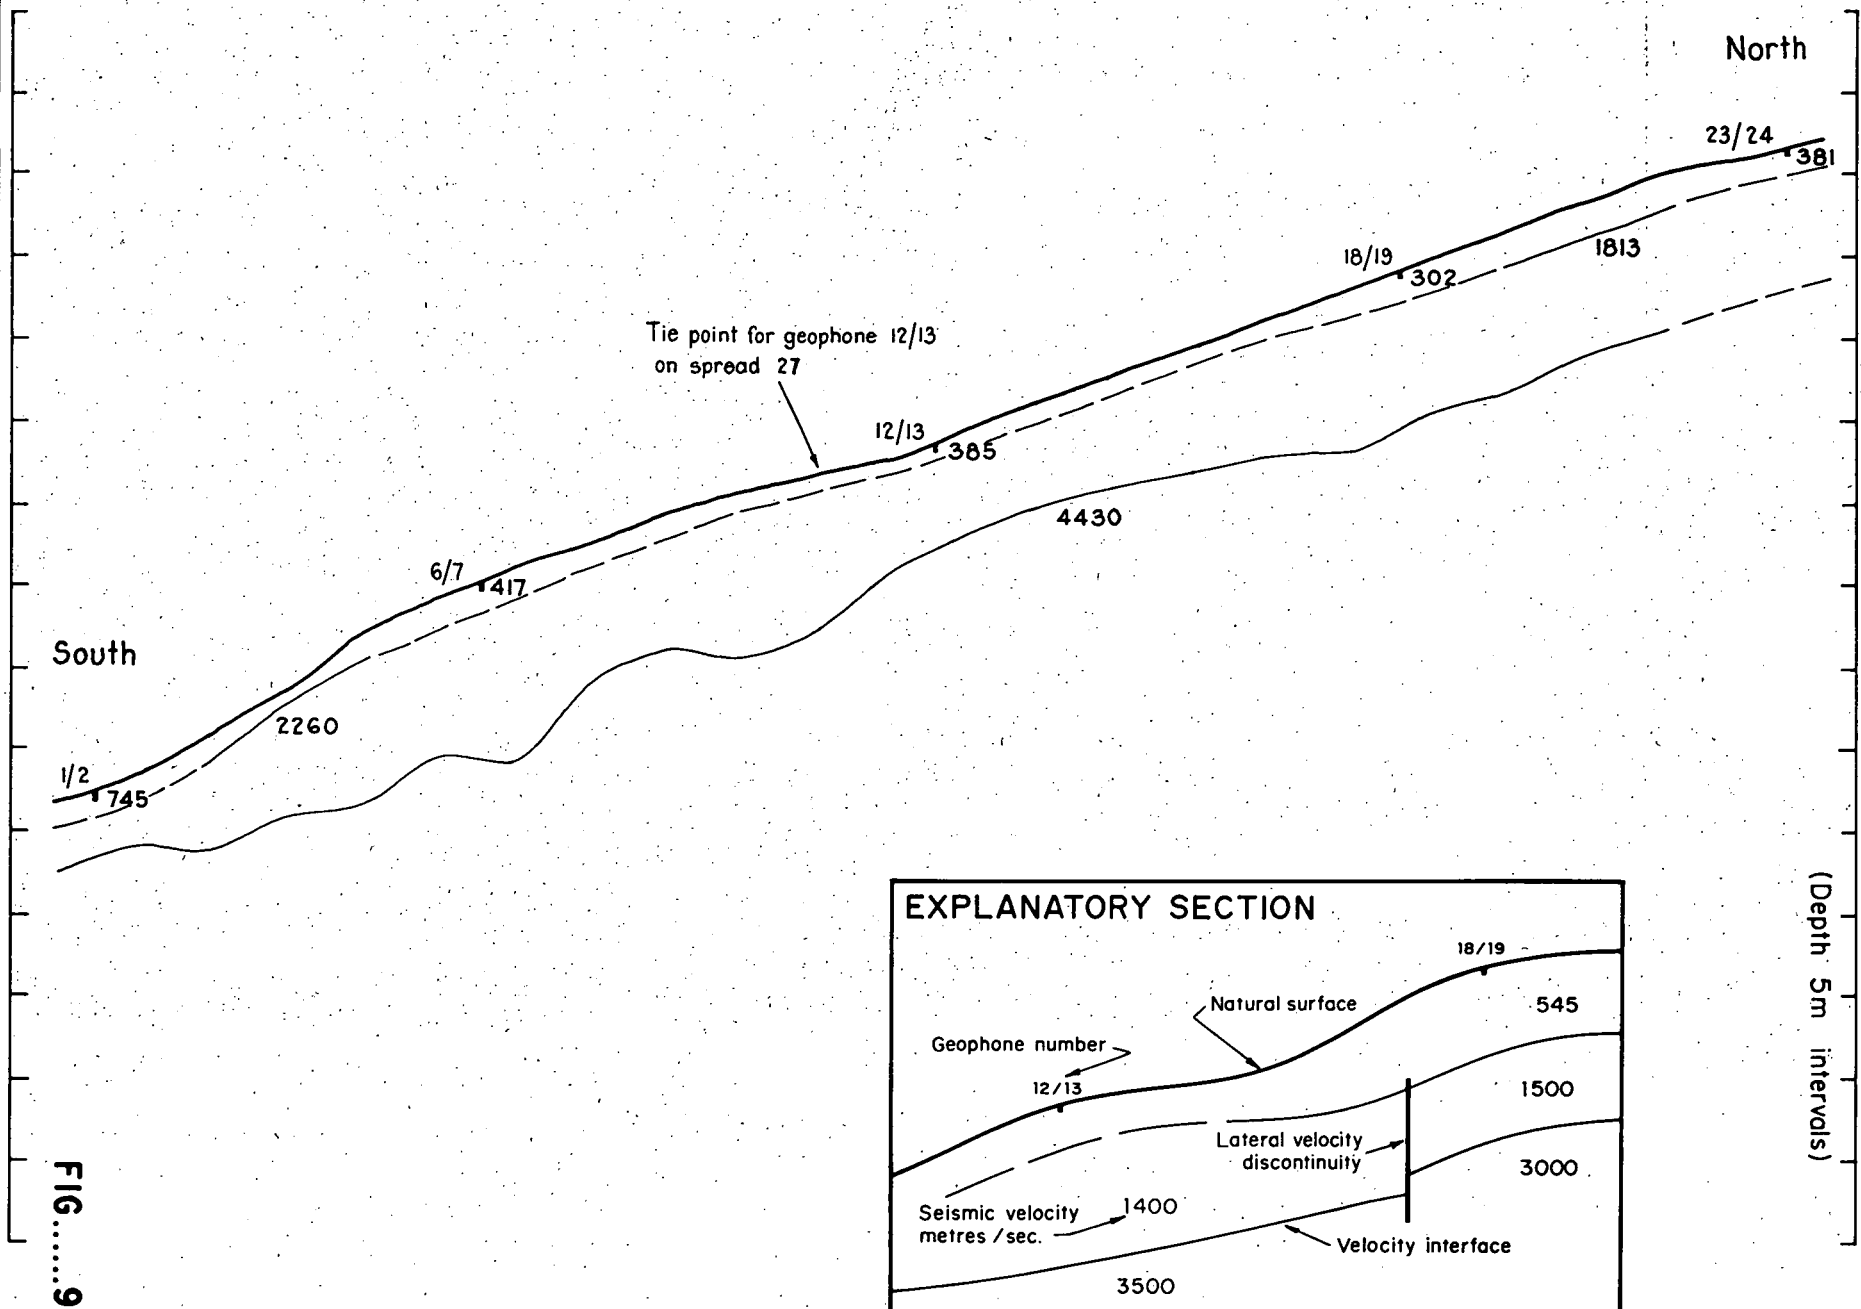 North
23/24
381
1813
18/19
302
Tie point for geophone 12/13
on spread 27
12/13
385
4430
6/7
417
South
2260
1/2
745
(Depth 5m intervals)
EXPLANATORY SECTION
18/19
Natural surface
545
Geophone number
12/13
1500
Lateral velocity
discontinuity
3000
Seismic velocity
metres/sec.
1400
Velocity interface
3500
FIG.......9